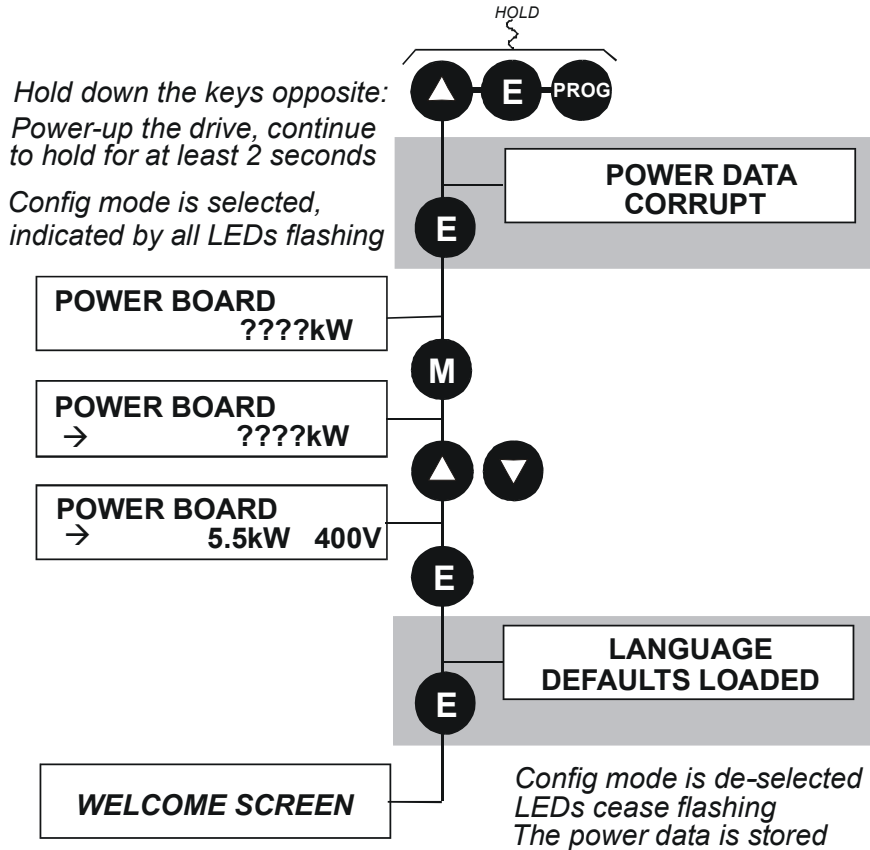 HOLD
▲ E PROG
Hold down the keys opposite:
Power-up the drive, continue
to hold for at least 2 seconds
Config mode is selected,
indicated by all LEDs flashing
POWER DATA
CORRUPT
E
POWER BOARD
????kW
M
POWER BOARD
→ ????kW
▲ ▼
POWER BOARD
→ 5.5kW 400V
E
LANGUAGE
DEFAULTS LOADED
E
WELCOME SCREEN
Config mode is de-selected
LEDs cease flashing
The power data is stored